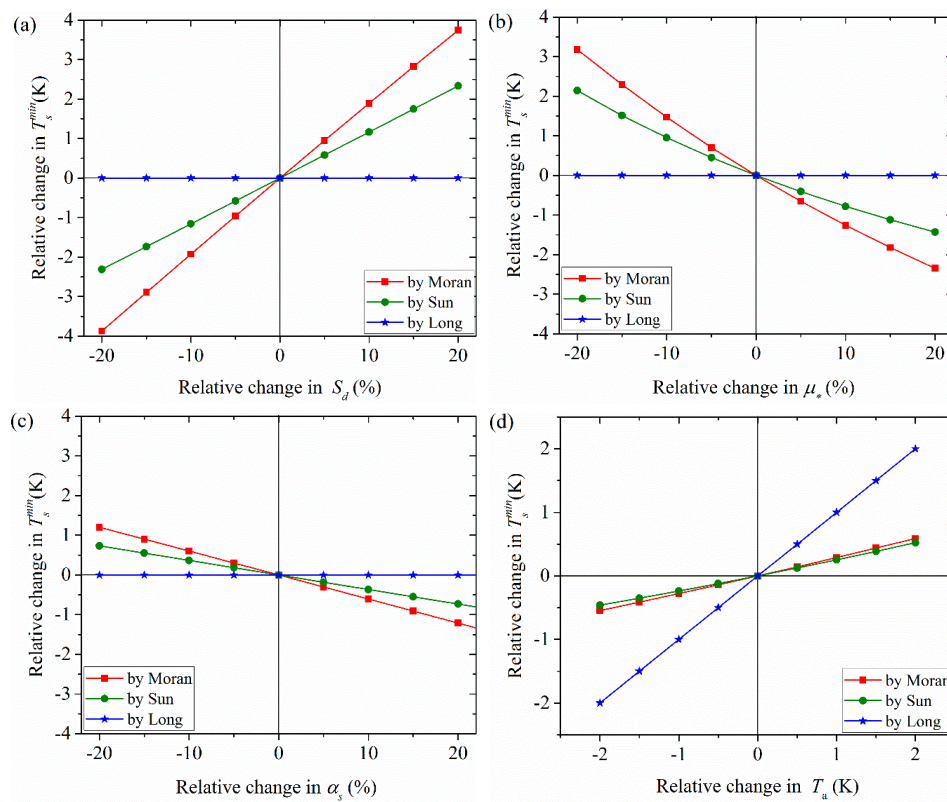 (a)
4
3
2
1
0
-1
-2
-3
-4
Relative change in T_s^min(K)
by Moran
by Sun
by Long
-20 -10 0 10 20
Relative change in S_d (%)
(b)
4
3
2
1
0
-1
-2
-3
-4
Relative change in T_s^min(K)
by Moran
by Sun
by Long
-20 -10 0 10 20
Relative change in μ_* (%)
(c)
4
3
2
1
0
-1
-2
-3
-4
Relative change in T_s^min(K)
by Moran
by Sun
by Long
-20 -10 0 10 20
Relative change in α_s (%)
(d)
2
1
0
-1
-2
Relative change in T_s^min(K)
by Moran
by Sun
by Long
-2 -1 0 1 2
Relative change in T_a (K)